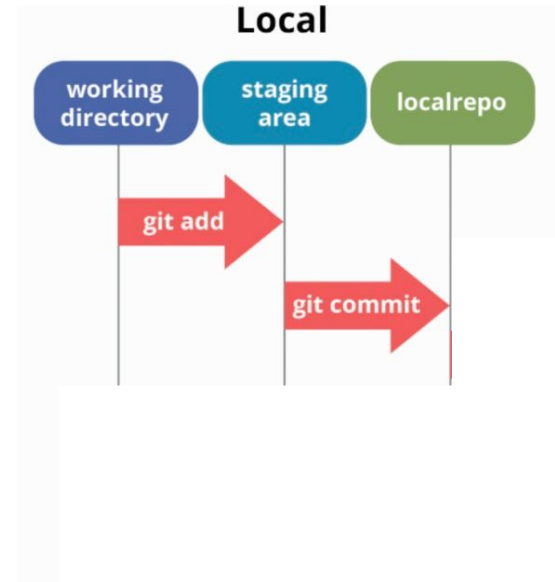 Local
working
directory
staging
area
localrepo
git add
git commit